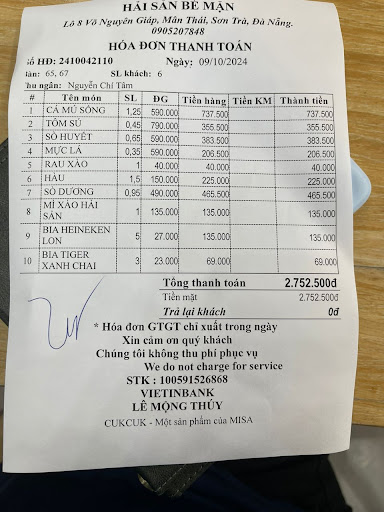 HẢI SẢN BÉ MẶN
Lô 8 Võ Nguyên Giáp, Mân Thái, Sơn Trà, Đà Nẵng.
0905207848
HÓA ĐƠN THANH TOÁN
Số HĐ: 2410042110 Ngày: 09/10/2024
Bàn: 65, 67 SL khách: 6
Thu ngân: Nguyễn Chí Tâm
# Tên món SL ĐG Tiền hàng Tiền KM Thành tiền
1 CÁ MÚ SÔNG 1,25 590.000 737.500 737.500
2 TÔM SÚ 0,45 790.000 355.500 355.500
3 SÒ HUYẾT 0,65 590.000 383.500 383.500
4 MỰC LÁ 0,35 590.000 206.500 206.500
5 RAU XÀO 1 40.000 40.000 40.000
6 HÀU 1,5 150.000 225.000 225.000
7 SÒ DƯƠNG 0,95 490.000 465.500 465.500
8 MÌ XÀO HẢI SẢN 1 135.000 135.000 135.000
9 BIA HEINEKEN LON 5 27.000 135.000 135.000
10 BIA TIGER XANH CHAI 3 23.000 69.000 69.000
Tổng thanh toán 2.752.500đ
Tiền mặt 2.752.500đ
Trả lại khách 0đ
* Hóa đơn GTGT chỉ xuất trong ngày
Xin cảm ơn quý khách
Chúng tôi không thu phí phục vụ
We do not charge for service
STK : 100591526868
VIETINBANK
LÊ MỘNG THÚY
CUKCUK - Một sản phẩm của MISA